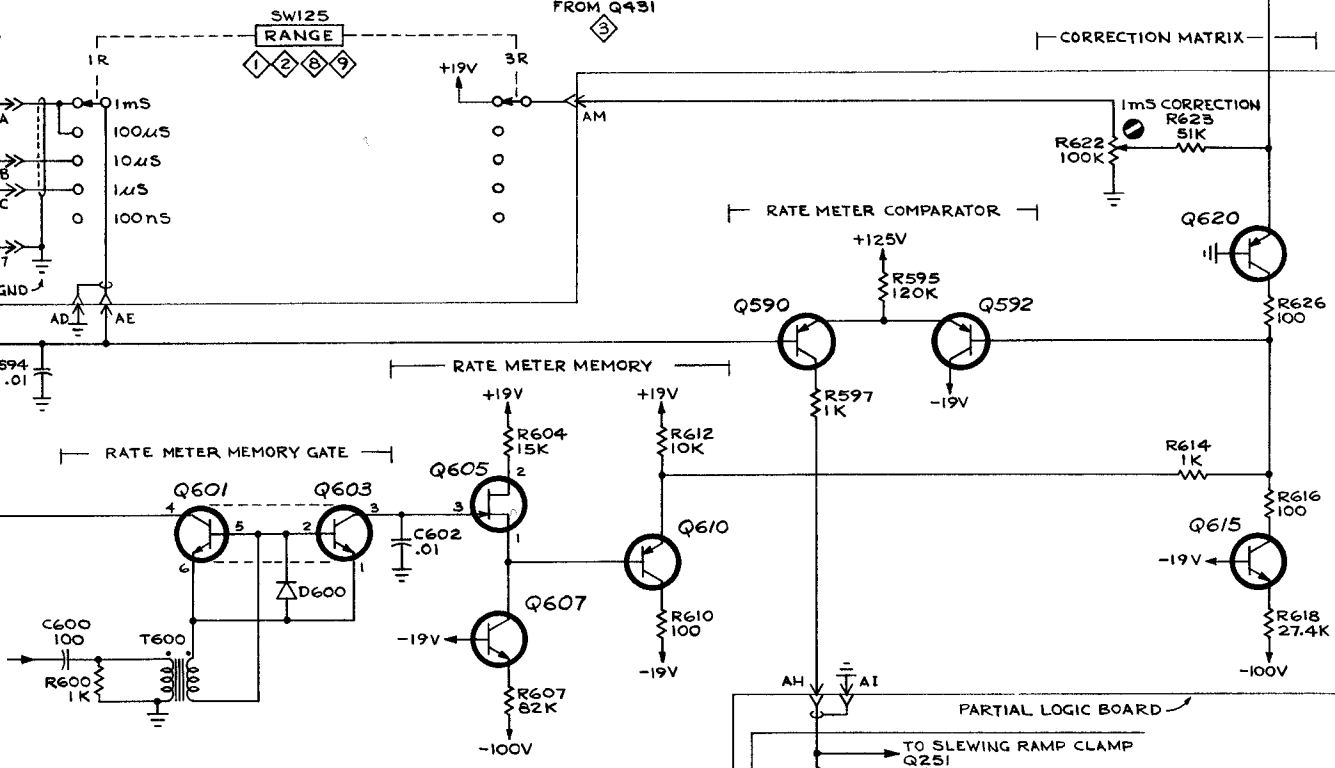 FROM Q431
3
SW125
RANGE
1 2 8 9
1R
3R
+19V
CORRECTION MATRIX
A
1mS
100µS
B
10µS
C
1µS
100nS
7
GND
AM
1mS CORRECTION
R623
51K
R622
100K
RATE METER COMPARATOR
+125V
R595
120K
Q590
Q592
Q620
R626
100
AD
AE
594
.01
RATE METER MEMORY
R597
1K
-19V
+19V
+19V
R604
15K
R612
10K
RATE METER MEMORY GATE
R614
1K
Q601
Q603
Q605
2
3
1
4
5
2
3
6
1
C602
.01
D600
Q610
R616
100
Q615
-19V
Q607
-19V
R610
100
-19V
R618
27.4K
-100V
C600
100
T600
R600
1K
R607
82K
-100V
AH
AI
PARTIAL LOGIC BOARD
TO SLEWING RAMP CLAMP
Q251